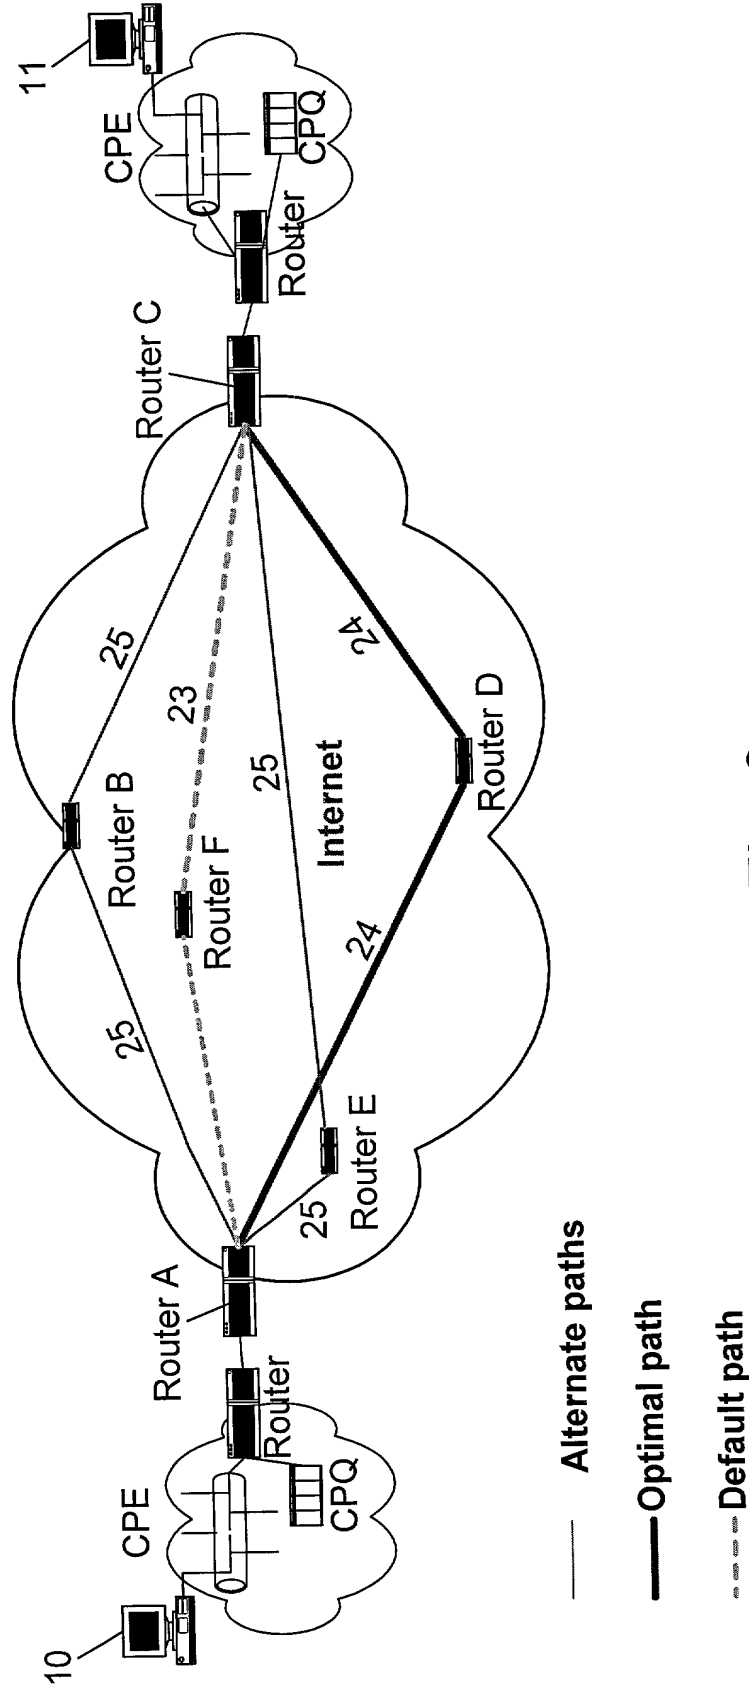 11
CPE
CPQ
Router
Router C
25
24
23
25
Router B
Internet
Router D
Router F
24
25
Router E
25
Router A
Router
CPE
CPQ
10
Alternate paths
Optimal path
Default path